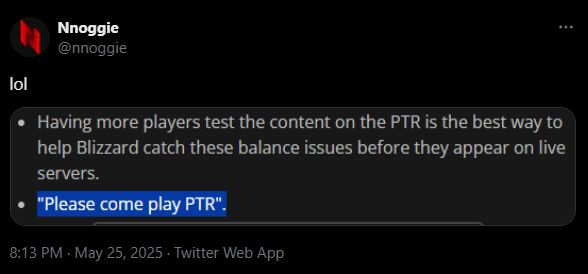 Nnoggie
@nnoggie
lol
• Having more players test the content on the PTR is the best way to
help Blizzard catch these balance issues before they appear on live
servers.
• "Please come play PTR".
8:13 PM · May 25, 2025 · Twitter Web App